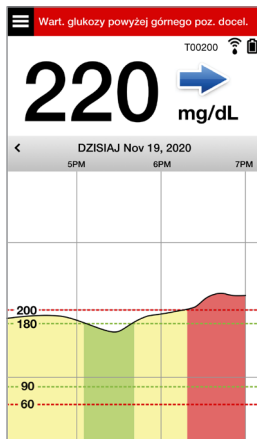 Wart. glukozy powyżej górnego poz. docel.
T00200
220
mg/dL
DZISIAJ Nov 19, 2020
5PM 6PM 7PM
200
180
90
60